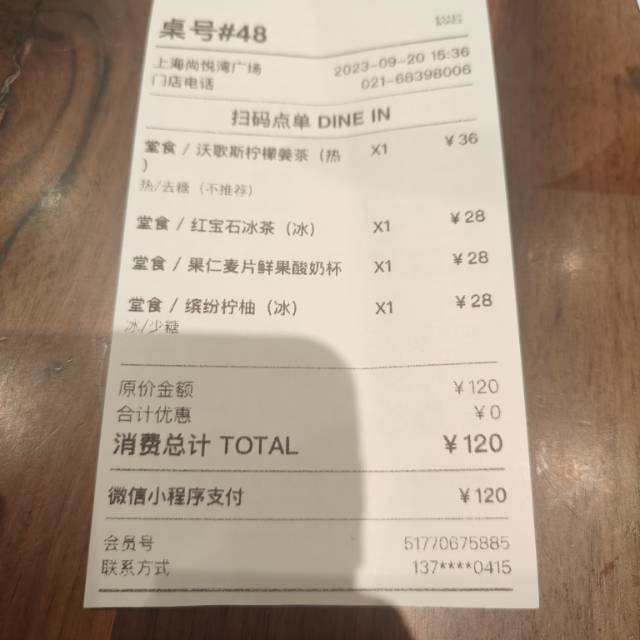 桌号#48
上海尚悦湾广场 2023-09-20 15:36
门店电话 021-68398006
扫码点单 DINE IN
堂食 / 沃歌斯柠檬姜茶（热 X1 ￥36
）
热/去糖（不推荐）
堂食 / 红宝石冰茶（冰） X1 ￥28
堂食 / 果仁麦片鲜果酸奶杯 X1 ￥28
堂食 / 缤纷柠柚（冰） X1 ￥28
冰/少糖
原价金额 ￥120
合计优惠 ￥0
消费总计 TOTAL ￥120
微信小程序支付 ￥120
会员号 51770675885
联系方式 137****0415